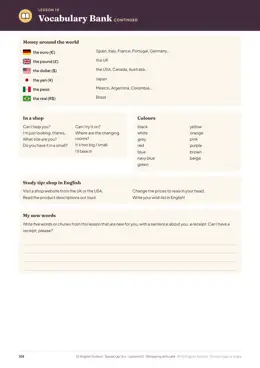 LESSON 10
Vocabulary Bank CONTINUED
Money around the world
the euro (€) Spain, Italy, France, Portugal, Germany...
the pound (£) the UK
the dollar ($) the USA, Canada, Australia...
the yen (¥) Japan
the peso Mexico, Argentina, Colombia...
the real (R$) Brazil
In a shop
Can I help you?
I'm just looking, thanks.
What size are you?
Do you have it in a small?
Can I try it on?
Where are the changing
rooms?
It's too big / small.
I'll take it.
Colours
black
white
grey
red
blue
navy blue
green
yellow
orange
pink
purple
brown
beige
Study tip: shop in English
Visit a shop website from the UK or the USA.
Read the product descriptions out loud.
Change the prices to reais in your head.
Write your wish list in English!
My new words
Write five words or chunks from this lesson that are new for you, with a sentence about you.
receipt: Can I have a
receipt, please?